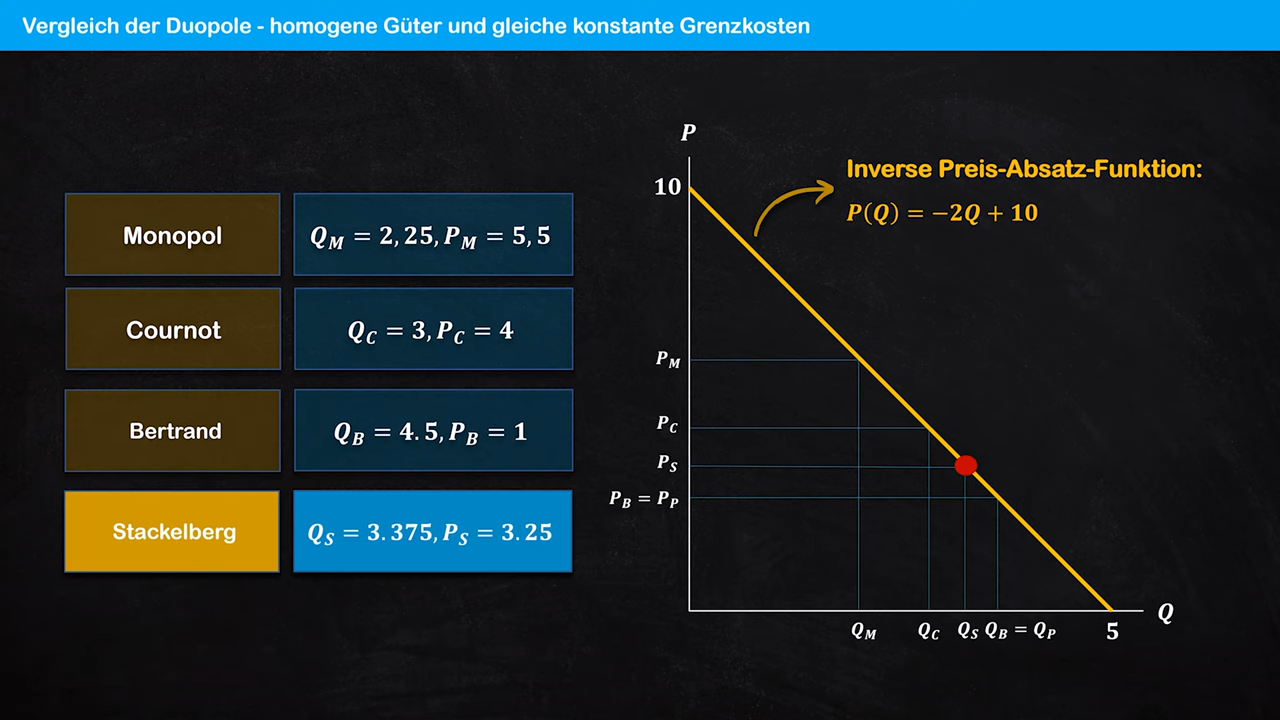 Vergleich der Duopole - homogene Güter und gleiche konstante Grenzkosten
Monopol
Q_M = 2,25, P_M = 5,5
Cournot
Q_C = 3, P_C = 4
Bertrand
Q_B = 4.5, P_B = 1
Stackelberg
Q_S = 3.375, P_S = 3.25
P
10
Inverse Preis-Absatz-Funktion:
P(Q) = −2Q + 10
P_M
P_C
P_S
P_B = P_P
Q_M
Q_C
Q_S
Q_B = Q_P
5
Q